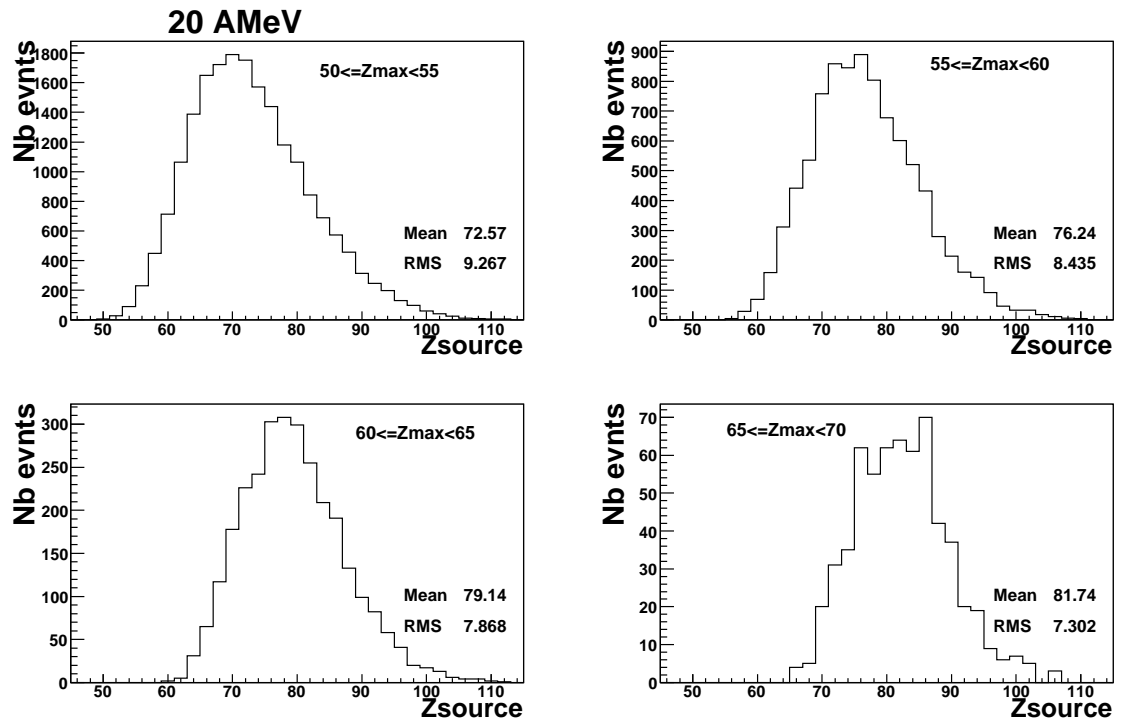 20 AMeV
Nb evnts
1800
1600
1400
1200
1000
800
600
400
200
0
50<=Zmax<55
Mean 72.57
RMS 9.267
50 60 70 80 90 100 110
Zsource
Nb evnts
900
800
700
600
500
400
300
200
100
0
55<=Zmax<60
Mean 76.24
RMS 8.435
50 60 70 80 90 100 110
Zsource
Nb evnts
300
250
200
150
100
50
0
60<=Zmax<65
Mean 79.14
RMS 7.868
50 60 70 80 90 100 110
Zsource
Nb evnts
70
60
50
40
30
20
10
0
65<=Zmax<70
Mean 81.74
RMS 7.302
50 60 70 80 90 100 110
Zsource